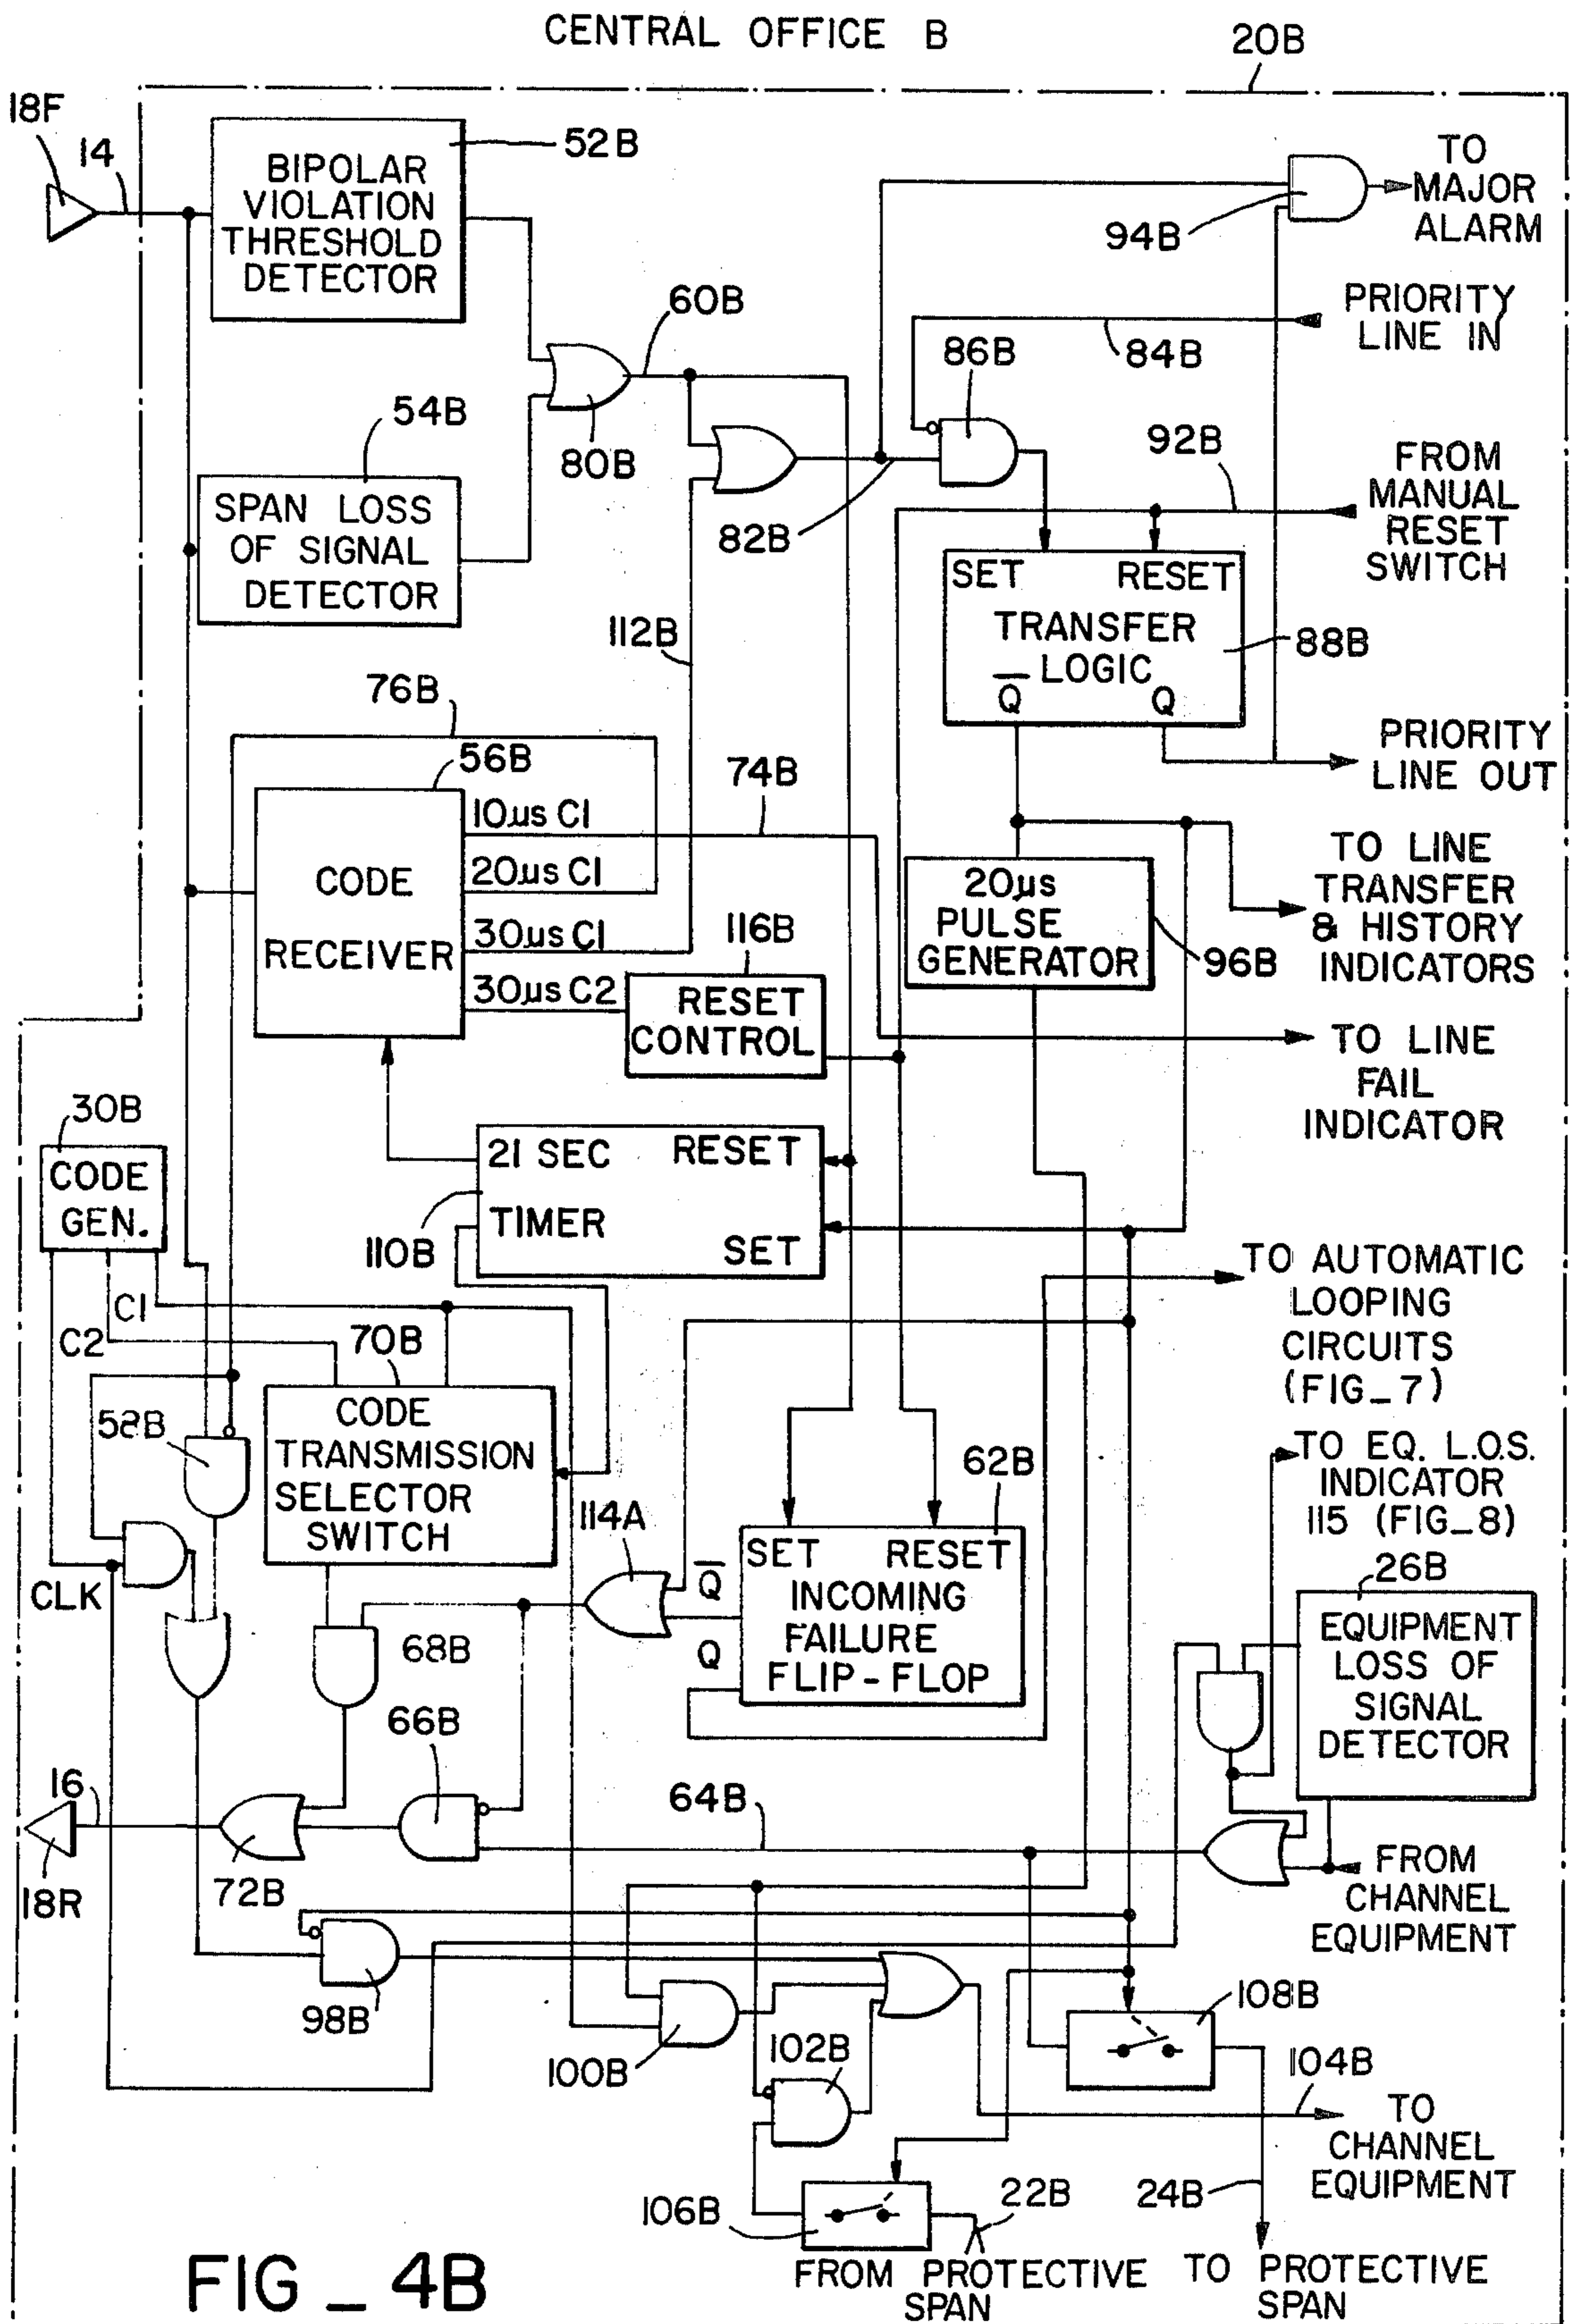 CENTRAL OFFICE B
20B
18F
14
BIPOLAR
VIOLATION
THRESHOLD
DETECTOR
52B
TO
MAJOR
ALARM
94B
PRIORITY
LINE IN
84B
60B
86B
80B
54B
SPAN LOSS
OF SIGNAL
DETECTOR
92B
FROM
MANUAL
RESET
SWITCH
82B
SET RESET
TRANSFER
LOGIC
Q Q
88B
112B
76B
56B
74B
PRIORITY
LINE OUT
CODE
RECEIVER
10µs C1
20µs C1
30µs C1
30µs C2
116B
RESET
CONTROL
20µs
PULSE
GENERATOR
96B
TO LINE
TRANSFER
& HISTORY
INDICATORS
TO LINE
FAIL
INDICATOR
30B
CODE
GEN.
21 SEC RESET
TIMER
SET
110B
C1
C2
70B
TO AUTOMATIC
LOOPING
CIRCUITS
(FIG_7)
CODE
TRANSMISSION
SELECTOR
SWITCH
58B
114A
62B
TO EQ. L.O.S.
INDICATOR
115 (FIG_8)
SET RESET
INCOMING
FAILURE
FLIP-FLOP
Q
Q
26B
EQUIPMENT
LOSS OF
SIGNAL
DETECTOR
CLK
68B
66B
64B
16
18R
72B
FROM
CHANNEL
EQUIPMENT
98B
100B
102B
108B
104B
TO
CHANNEL
EQUIPMENT
106B
22B
24B
FROM PROTECTIVE
SPAN
TO PROTECTIVE
SPAN
FIG_4B